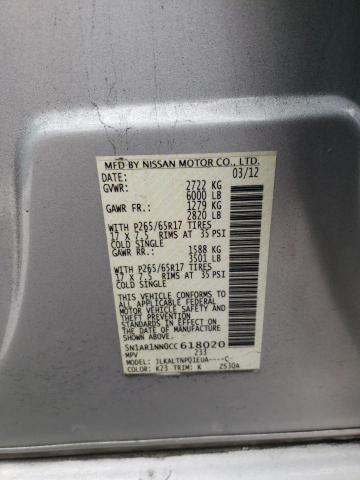 MFD BY NISSAN MOTOR CO., LTD.
DATE: 03/12
GVWR: 2722 KG
6000 LB
GAWR FR.: 1279 KG
2820 LB
WITH P265/65R17 TIRES
17 X 7.5 RIMS AT 35 PSI
COLD SINGLE
GAWR RR.: 1588 KG
3501 LB
WITH P265/65R17 TIRES
17 X 7.5 RIMS AT 35 PSI
COLD SINGLE
THIS VEHICLE CONFORMS TO
ALL APPLICABLE FEDERAL
MOTOR VEHICLE SAFETY
STANDARDS IN EFFECT ON
THE DATE OF MANUFACTURE
SHOWN ABOVE.
5N1AR1NN0CC618020
MPV 233
MODEL: JLKALTNPQ1EUA----C-
COLOR: K23 TRIM: K ZS30A